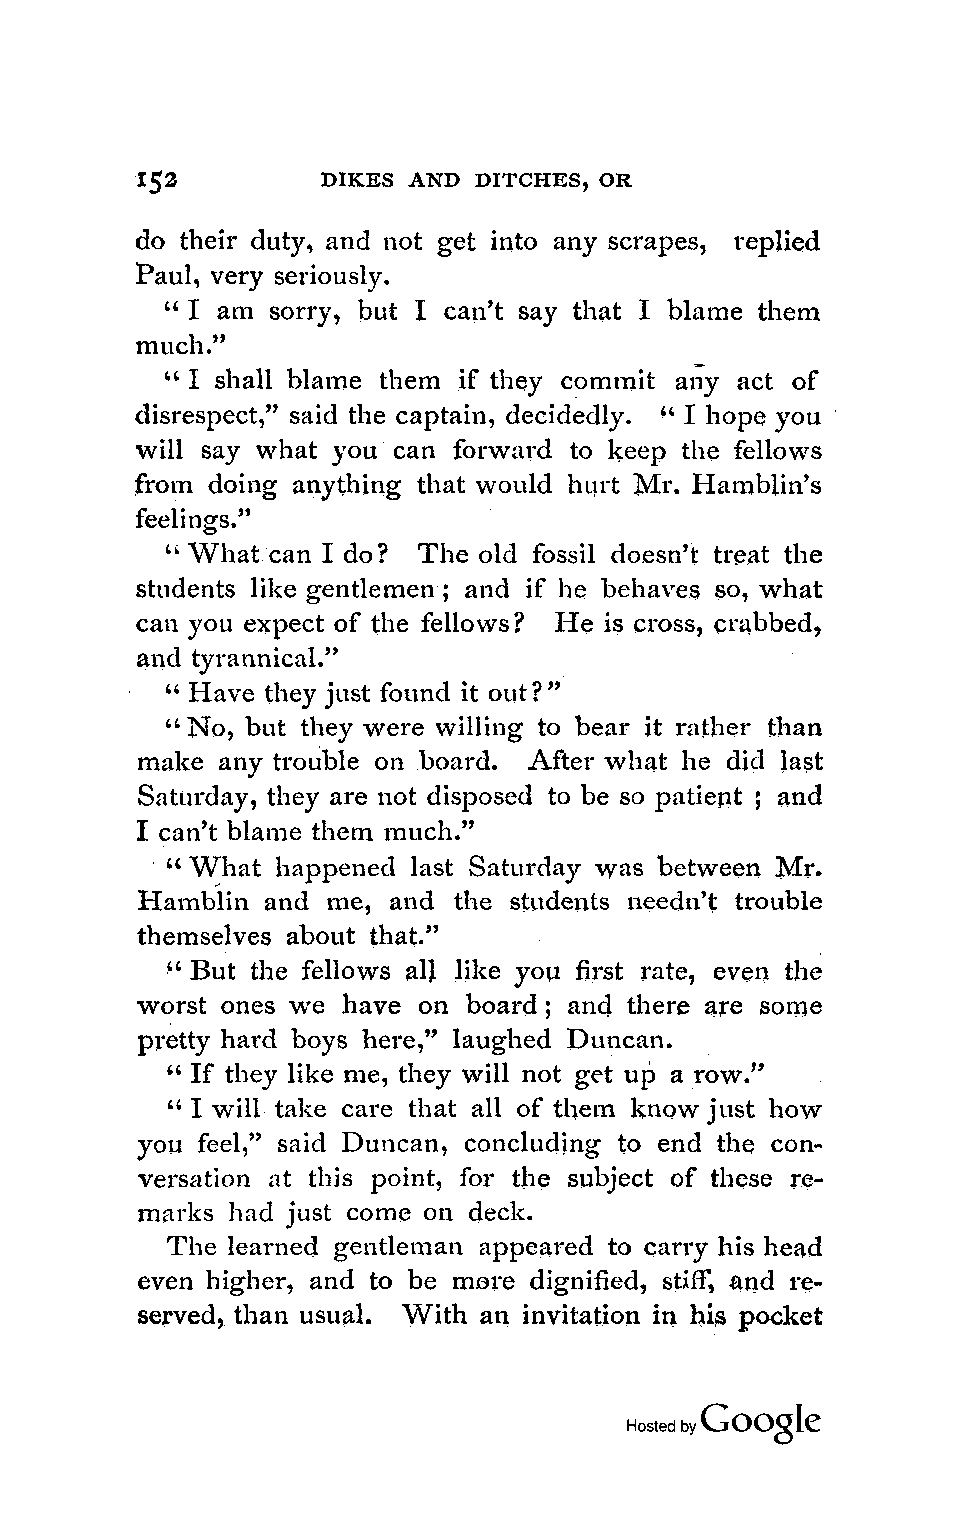 152 DIKES AND DITCHES, OR
do their duty, and not get into any scrapes, replied
Paul, very seriously.
"I am sorry, but I can't say that I blame them
much."
"I shall blame them if they commit any act of
disrespect," said the captain, decidedly. "I hope you
will say what you can forward to keep the fellows
from doing anything that would hurt Mr. Hamblin's
feelings."
"What can I do? The old fossil doesn't treat the
students like gentlemen; and if he behaves so, what
can you expect of the fellows? He is cross, crabbed,
and tyrannical."
"Have they just found it out?"
"No, but they were willing to bear it rather than
make any trouble on board. After what he did last
Saturday, they are not disposed to be so patient; and
I can't blame them much."
"What happened last Saturday was between Mr.
Hamblin and me, and the students needn't trouble
themselves about that."
"But the fellows all like you first rate, even the
worst ones we have on board; and there are some
pretty hard boys here," laughed Duncan.
"If they like me, they will not get up a row."
"I will take care that all of them know just how
you feel," said Duncan, concluding to end the con-
versation at this point, for the subject of these re-
marks had just come on deck.
The learned gentleman appeared to carry his head
even higher, and to be more dignified, stiff, and re-
served, than usual. With an invitation in his pocket
Hosted by Google